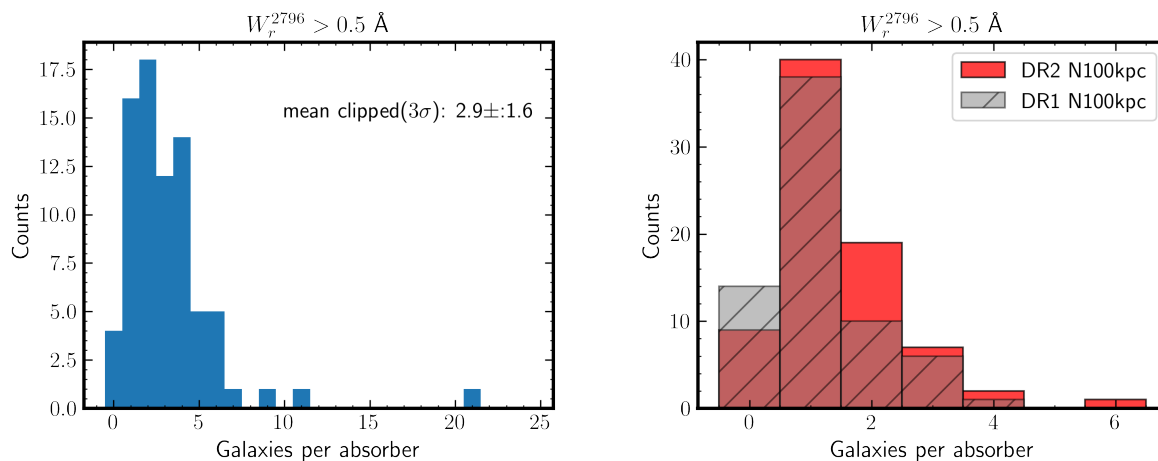 $W_r^{2796} > 0.5$ Å
mean clipped($3\sigma$): 2.9±:1.6
Counts
17.5
15.0
12.5
10.0
7.5
5.0
2.5
0.0
0 5 10 15 20 25
Galaxies per absorber
$W_r^{2796} > 0.5$ Å
DR2 N100kpc
DR1 N100kpc
Counts
40
30
20
10
0
0 2 4 6
Galaxies per absorber